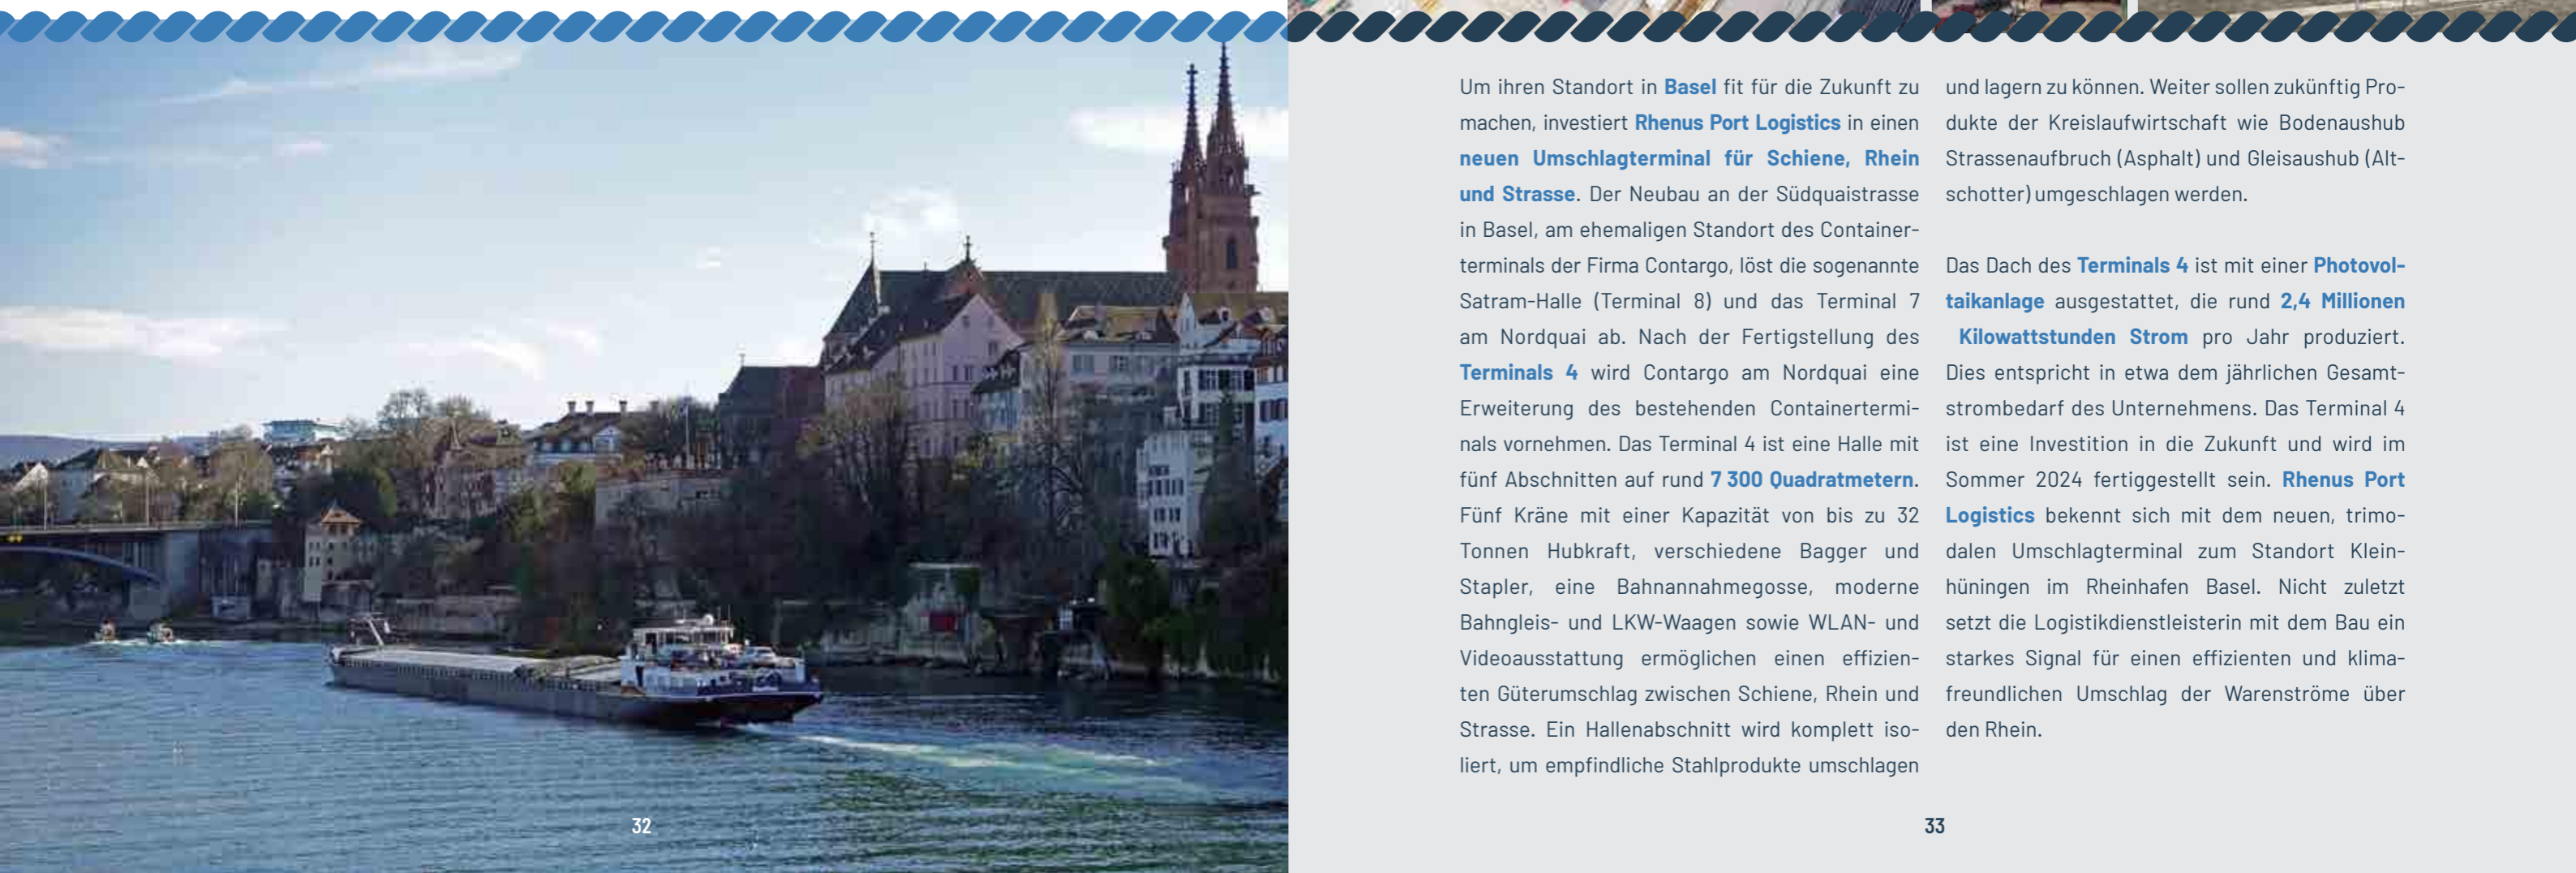 Um ihren Standort in Basel fit für die Zukunft zu
machen, investiert Rhenus Port Logistics in einen
neuen Umschlagterminal für Schiene, Rhein
und Strasse. Der Neubau an der Südquaistrasse
in Basel, am ehemaligen Standort des Container-
terminals der Firma Contargo, löst die sogenannte
Satram-Halle (Terminal 8) und das Terminal 7
am Nordquai ab. Nach der Fertigstellung des
Terminals 4 wird Contargo am Nordquai eine
Erweiterung des bestehenden Containertermi-
nals vornehmen. Das Terminal 4 ist eine Halle mit
fünf Abschnitten auf rund 7 300 Quadratmetern.
Fünf Kräne mit einer Kapazität von bis zu 32
Tonnen Hubkraft, verschiedene Bagger und
Stapler, eine Bahnannahmegosse, moderne
Bahngleis- und LKW-Waagen sowie WLAN- und
Videoausstattung ermöglichen einen effizien-
ten Güterumschlag zwischen Schiene, Rhein und
Strasse. Ein Hallenabschnitt wird komplett iso-
liert, um empfindliche Stahlprodukte umschlagen
und lagern zu können. Weiter sollen zukünftig Pro-
dukte der Kreislaufwirtschaft wie Bodenaushub
Strassenaufbruch (Asphalt) und Gleisaushub (Alt-
schotter) umgeschlagen werden.
Das Dach des Terminals 4 ist mit einer Photovol-
taikanlage ausgestattet, die rund 2,4 Millionen
Kilowattstunden Strom pro Jahr produziert.
Dies entspricht in etwa dem jährlichen Gesamt-
strombedarf des Unternehmens. Das Terminal 4
ist eine Investition in die Zukunft und wird im
Sommer 2024 fertiggestellt sein. Rhenus Port
Logistics bekennt sich mit dem neuen, trimo-
dalen Umschlagterminal zum Standort Klein-
hüningen im Rheinhafen Basel. Nicht zuletzt
setzt die Logistikdienstleisterin mit dem Bau ein
starkes Signal für einen effizienten und klima-
freundlichen Umschlag der Warenströme über
den Rhein.
32
33